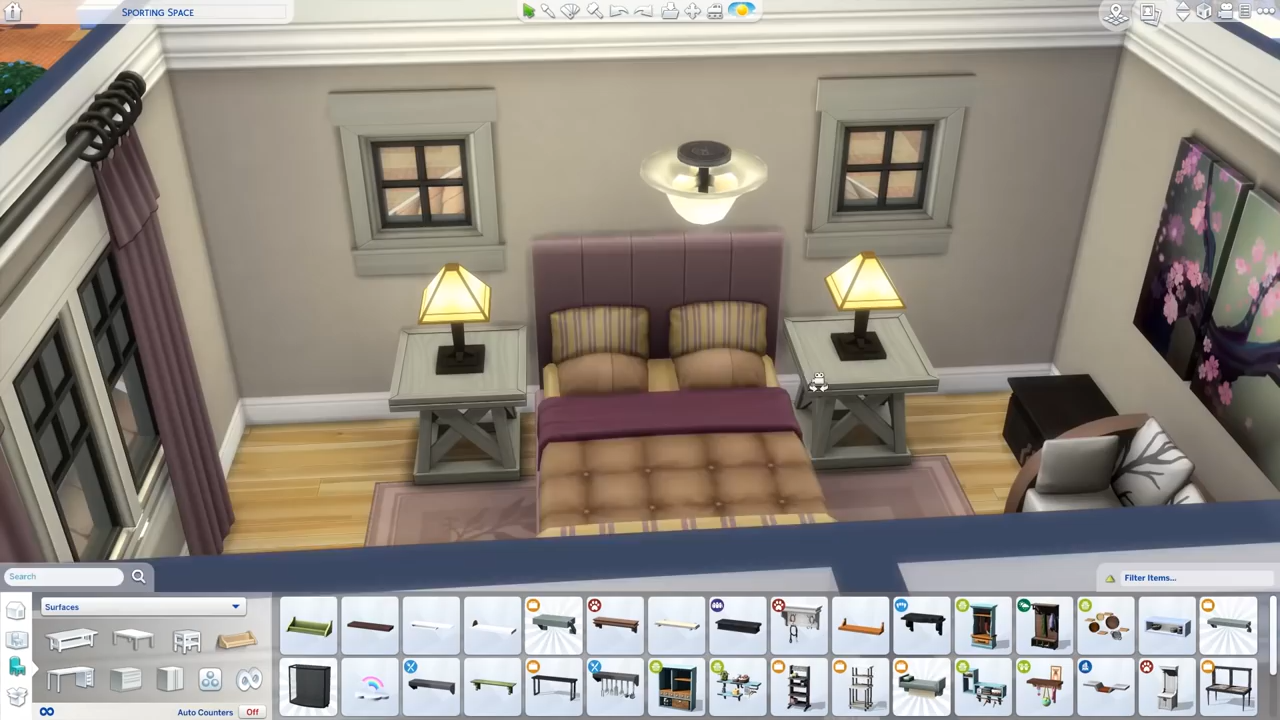 SPORTING SPACE
Search
Filter Items...
Surfaces
Auto Counters
Off